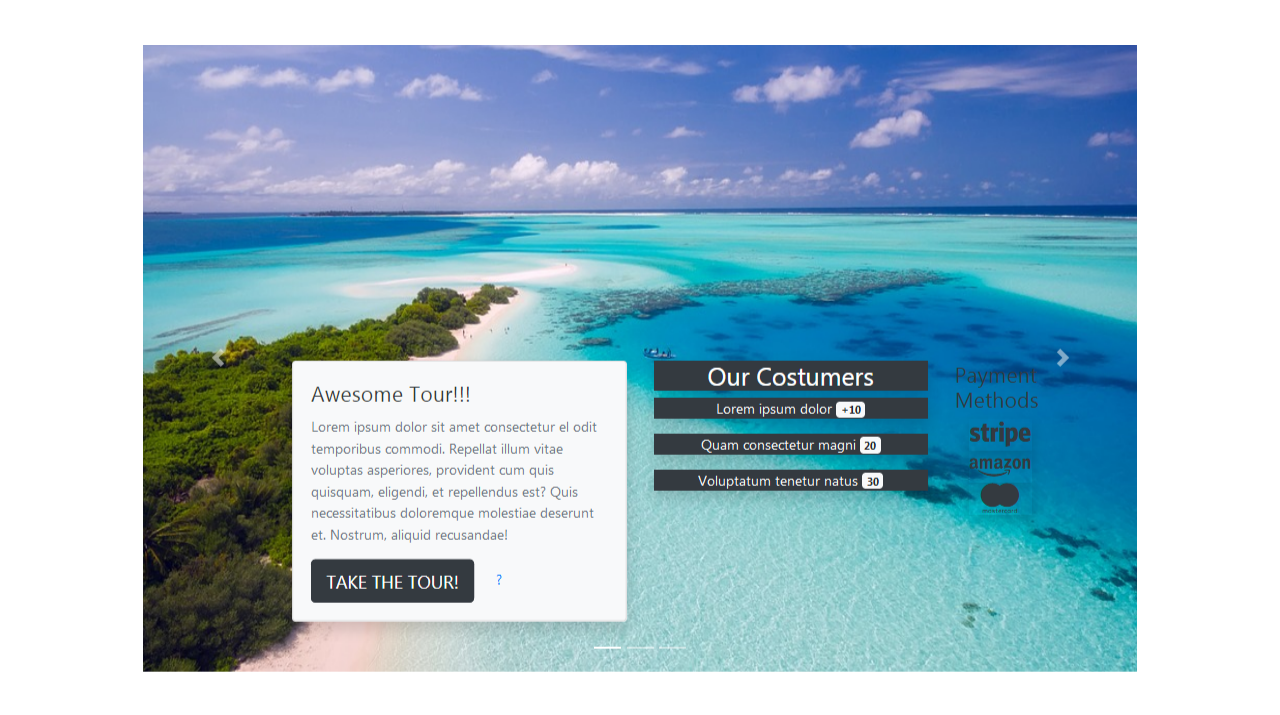 Awesome Tour!!!
Lorem ipsum dolor sit amet consectetur el odit
temporibus commodi. Repellat illum vitae
voluptas asperiores, provident cum quis
quisquam, eligendi, et repellendus est? Quis
necessitatibus doloremque molestiae deserunt
et. Nostrum, aliquid recusandae!
TAKE THE TOUR!
?
Our Costumers
Lorem ipsum dolor +10
Quam consectetur magni 20
Voluptatum tenetur natus 30
Payment
Methods
stripe
amazon